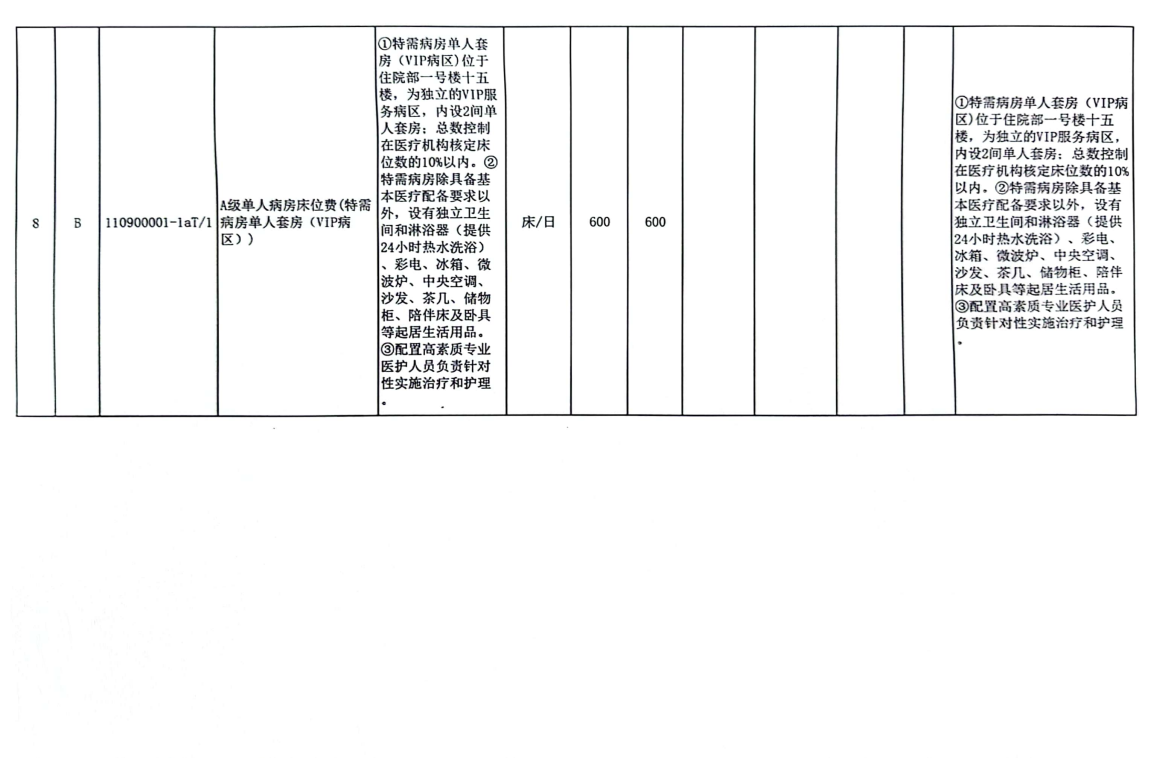 8
B
110900001-1aT/1
A级单人病房床位费(特需
病房单人套房（VIP病
区））
①特需病房单人套
房（VIP病区)位于
住院部一号楼十五
楼，为独立的VIP服
务病区，内设2间单
人套房；总数控制
在医疗机构核定床
位数的10%以内。②
特需病房除具备基
本医疗配备要求以
外，设有独立卫生
间和淋浴器（提供
24小时热水洗浴）
、彩电、冰箱、微
波炉、中央空调、
沙发、茶几、储物
柜、陪伴床及卧具
等起居生活用品。
③配置高素质专业
医护人员负责针对
性实施治疗和护理
。
床/日
600
600
①特需病房单人套房（VIP病
区)位于住院部一号楼十五
楼，为独立的VIP服务病区，
内设2间单人套房；总数控制
在医疗机构核定床位数的10%
以内。②特需病房除具备基
本医疗配备要求以外，设有
独立卫生间和淋浴器（提供
24小时热水洗浴）、彩电、
冰箱、微波炉、中央空调、
沙发、茶几、储物柜、陪伴
床及卧具等起居生活用品。
③配置高素质专业医护人员
负责针对性实施治疗和护理
。